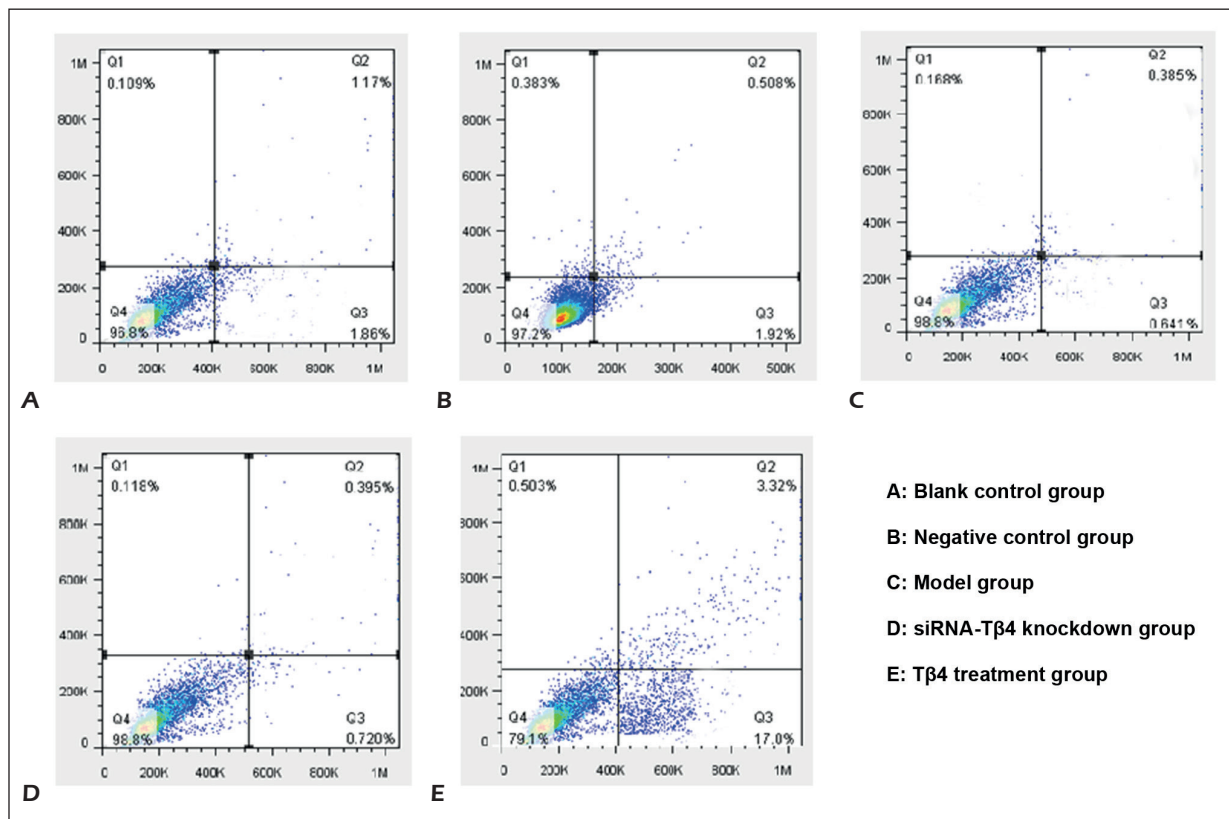 Q1
0.109%
Q2
1.17%
1M
800K
600K
400K
200K
0
Q4
96.8%
Q3
1.86%
0 200K 400K 600K 800K 1M
A
Q1
0.383%
Q2
0.508%
1M
800K
600K
400K
200K
0
Q4
97.2%
Q3
1.92%
0 100K 200K 300K 400K 500K
B
Q1
0.168%
Q2
0.385%
1M
800K
600K
400K
200K
0
Q4
98.8%
Q3
0.641%
0 200K 400K 600K 800K 1M
C
Q1
0.118%
Q2
0.395%
1M
800K
600K
400K
200K
0
Q4
98.8%
Q3
0.720%
0 200K 400K 600K 800K 1M
D
Q1
0.503%
Q2
3.32%
1M
800K
600K
400K
200K
0
Q4
79.1%
Q3
17.0%
0 200K 400K 600K 800K 1M
E
A: Blank control group
B: Negative control group
C: Model group
D: siRNA-Tβ4 knockdown group
E: Tβ4 treatment group